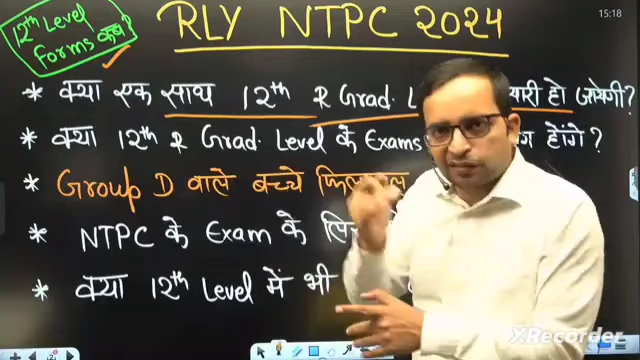 15:18
12th Level
Forms कब?
RLY NTPC 2024
* क्या एक साथ 12th & Grad. L यारी हो जायेगी?
* क्या 12th & Grad. Level के Exams होंगे?
* Group D वाले बच्चे
* NTPC के Exam के
* क्या 12th Level में भी
XRecorder